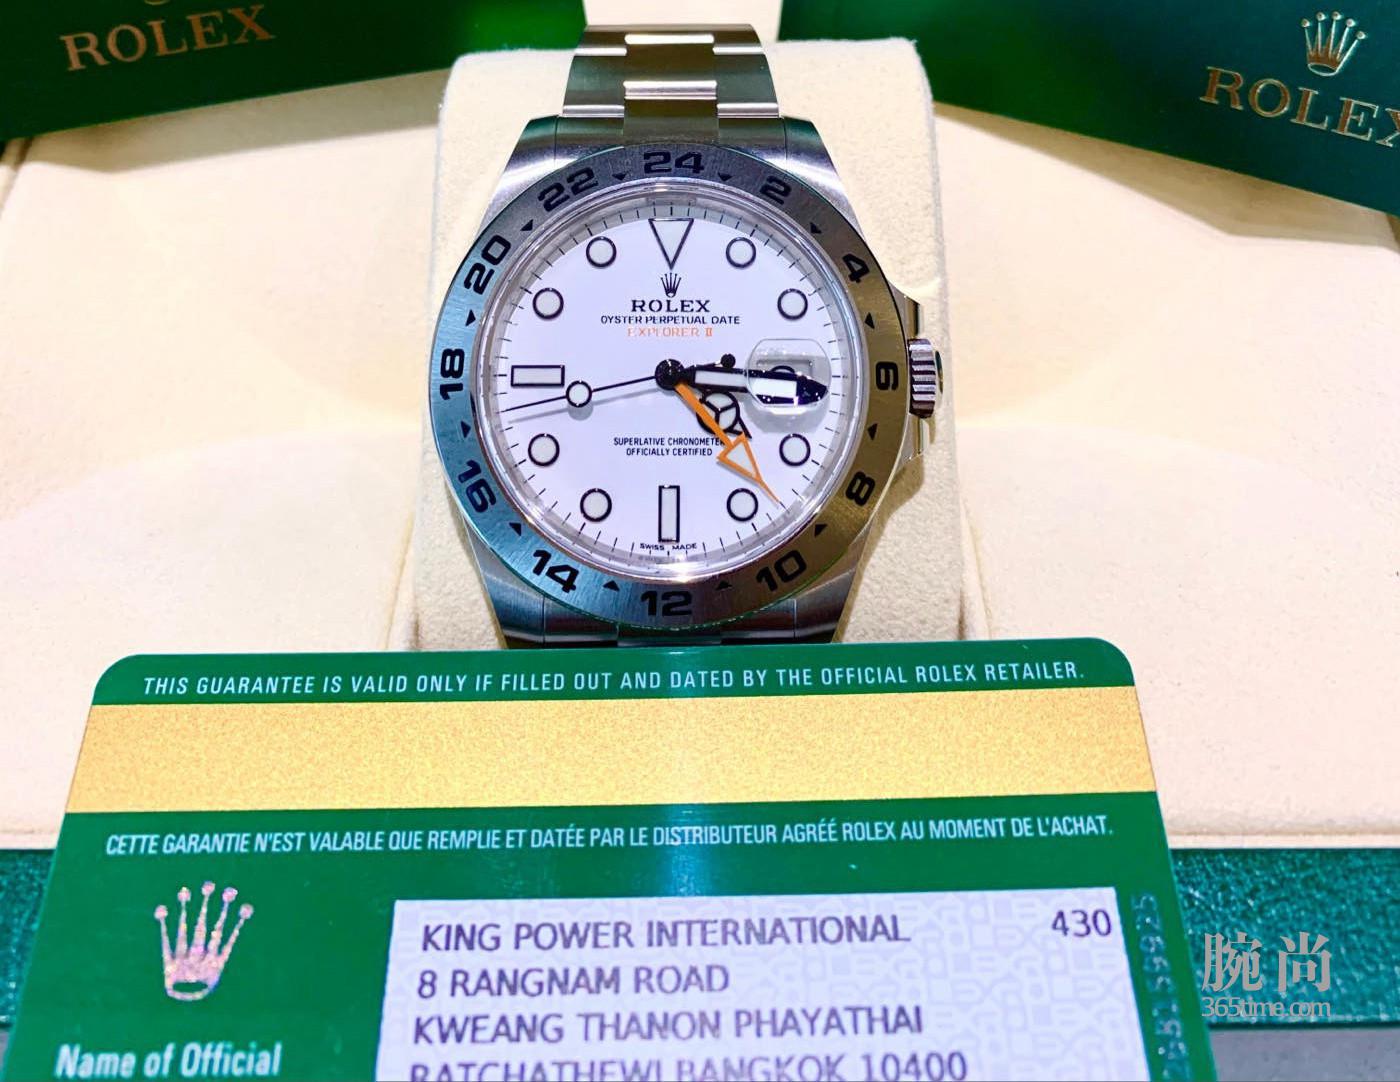 ROLEX
ROLEX
24
22
2
20
4
18
6
16
8
14
10
12
ROLEX
OYSTER PERPETUAL DATE
EXPLORER II
SUPERLATIVE CHRONOMETER
OFFICIALLY CERTIFIED
SWISS MADE
THIS GUARANTEE IS VALID ONLY IF FILLED OUT AND DATED BY THE OFFICIAL ROLEX RETAILER.
CETTE GARANTIE N'EST VALABLE QUE REMPLIE ET DATÉE PAR LE DISTRIBUTEUR AGRÉÉ ROLEX AU MOMENT DE L'ACHAT.
KING POWER INTERNATIONAL 430
8 RANGNAM ROAD
KWEANG THANON PHAYATHAI
RATCHATHEWI BANGKOK 10400
Name of Official
腕尚
365time.com